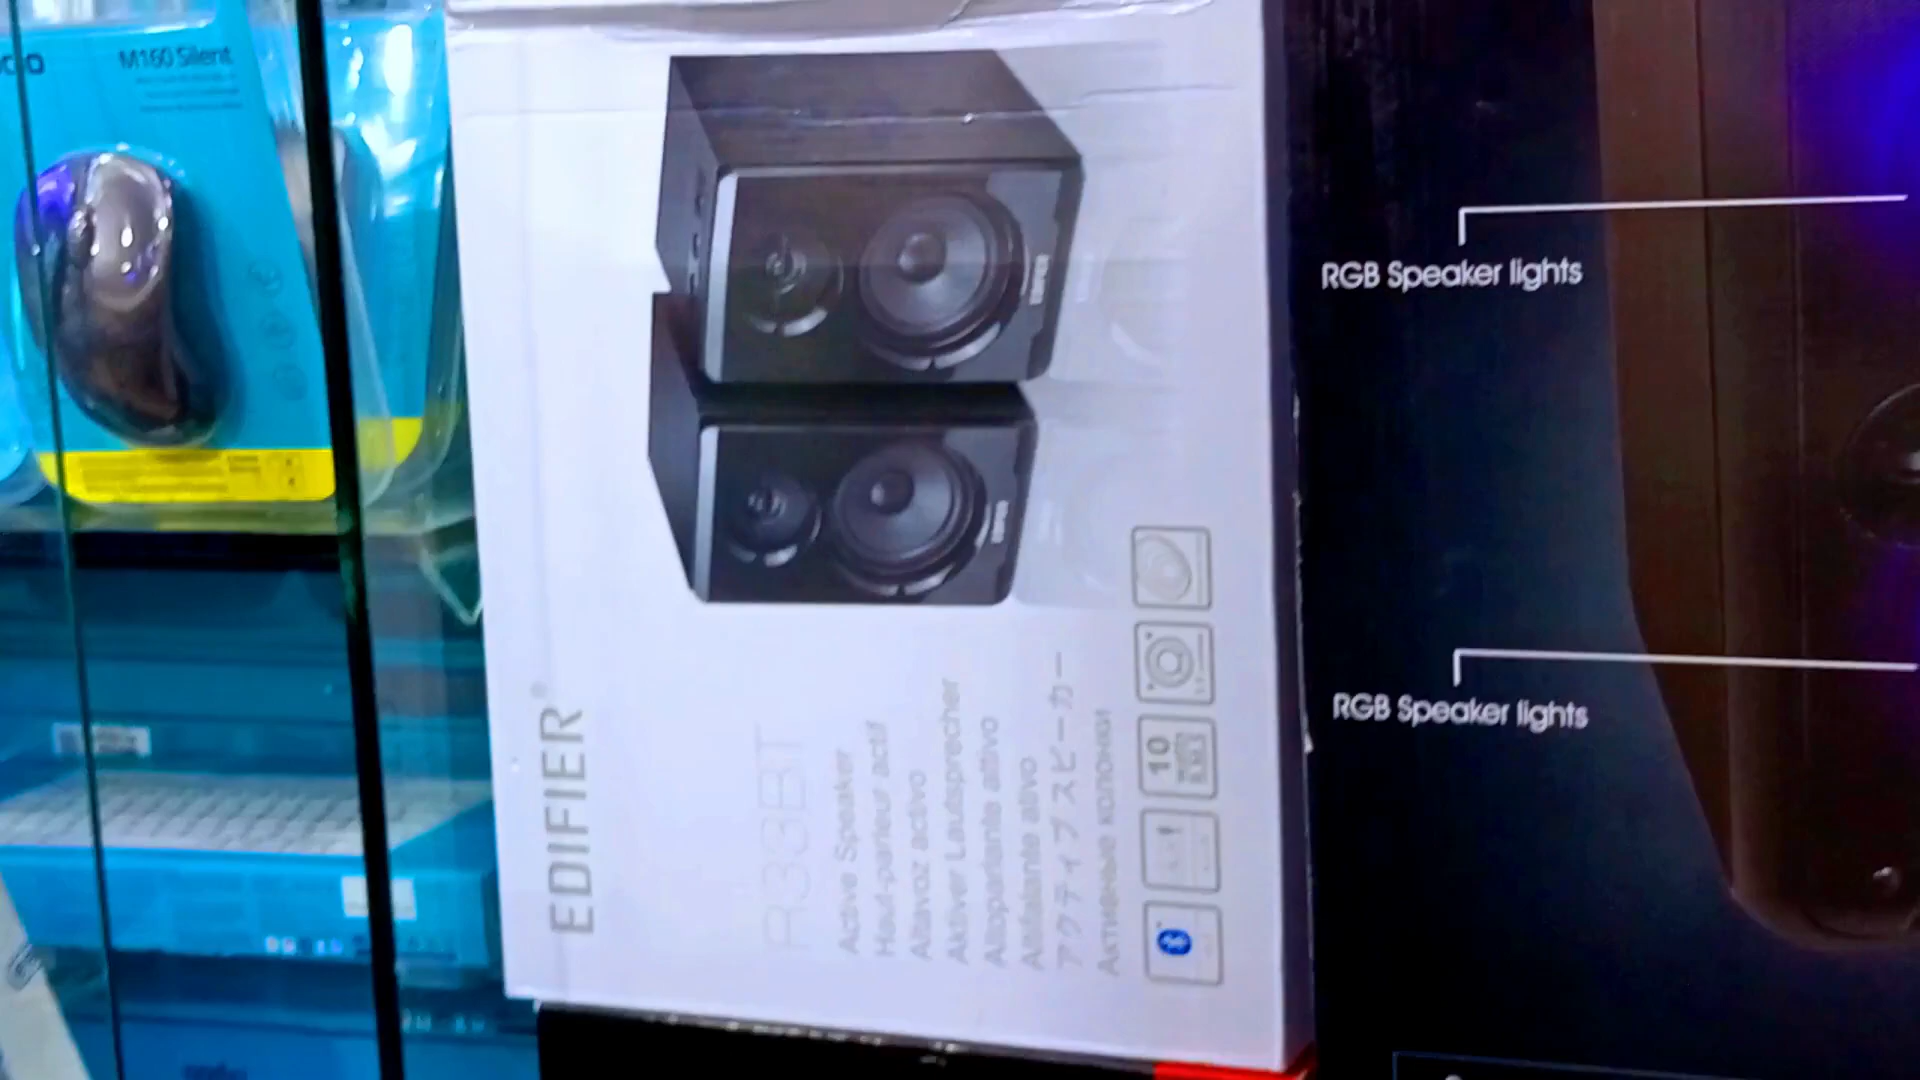 M160 Silent
EDIFIER®
R33BT
Active Speaker
Haut-parleur actif
Altavoz activo
Aktiver Lautsprecher
Altoparlante attivo
Altifalante ativo
アクティブスピーカー
Активные колонки
10
RGB Speaker lights
RGB Speaker lights